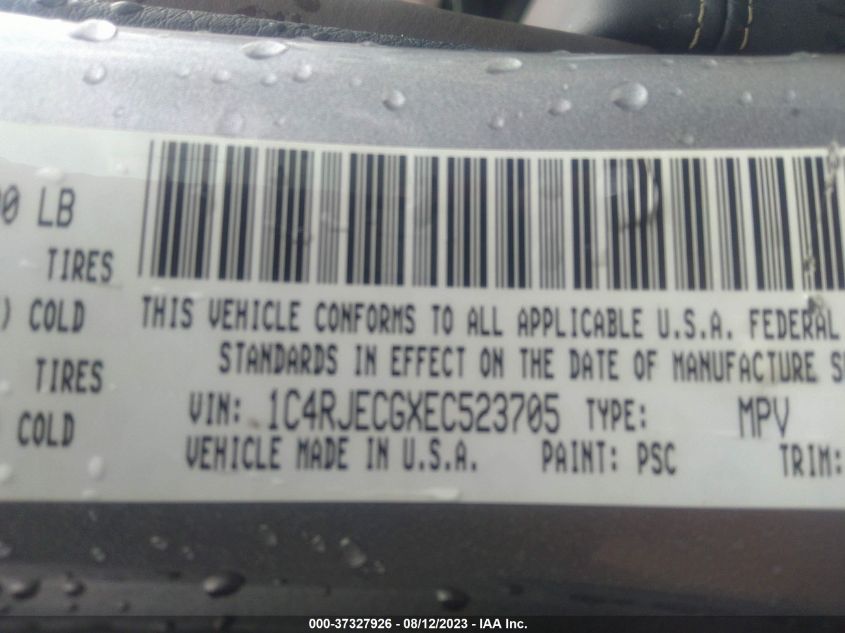 00 LB
TIRES
) COLD
TIRES
COLD
THIS VEHICLE CONFORMS TO ALL APPLICABLE U.S.A. FEDERAL
STANDARDS IN EFFECT ON THE DATE OF MANUFACTURE
VIN: 1C4RJECGXEC523705 TYPE: MPV
VEHICLE MADE IN U.S.A. PAINT: PSC TRIM:
000-37327926 - 08/12/2023 - IAA Inc.